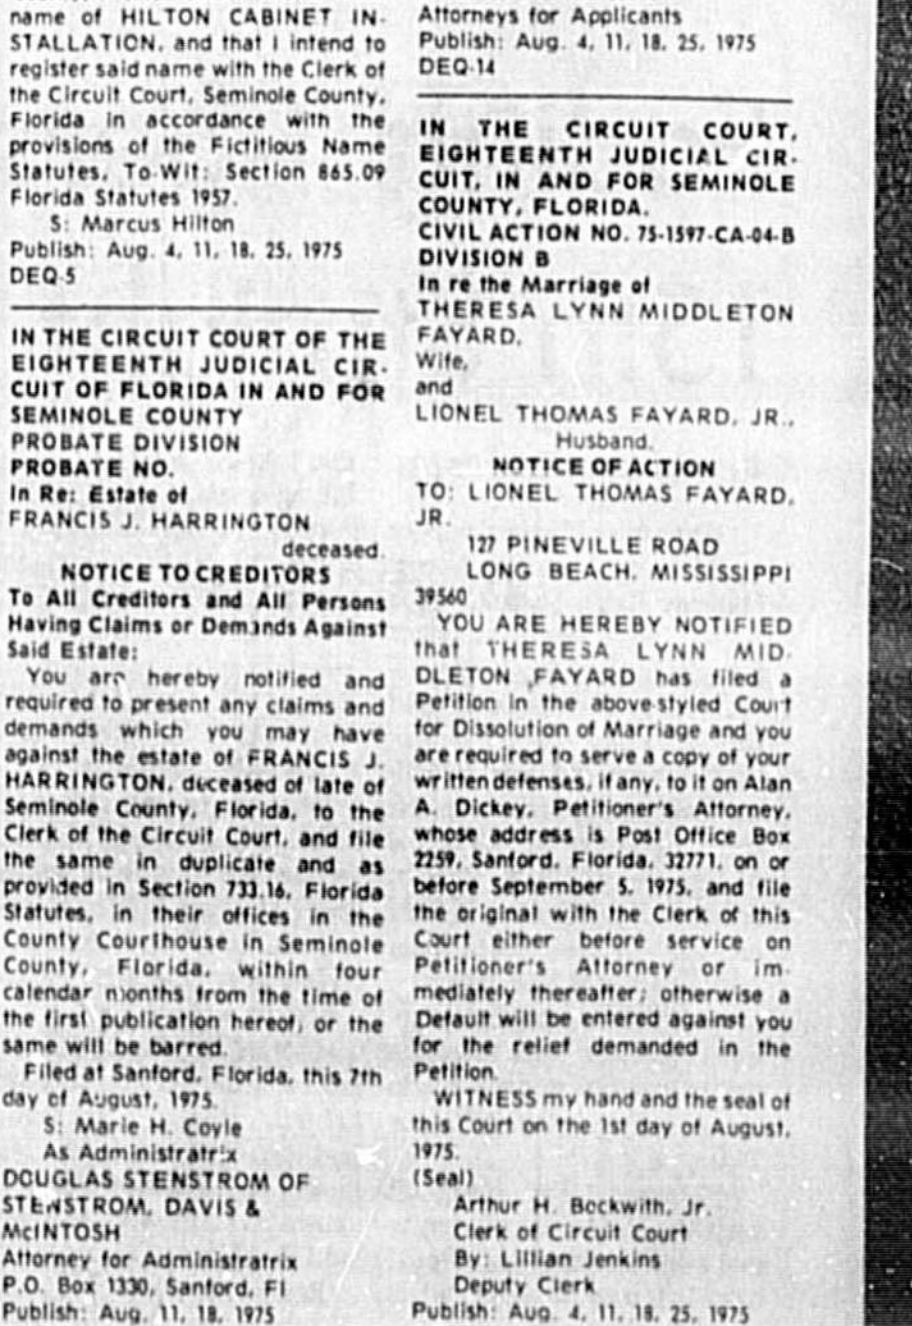 name of HILTON CABINET IN-
STALLATION, and that I intend to
register said name with the Clerk of
the Circuit Court, Seminole County,
Florida in accordance with the
provisions of the Fictitious Name
Statutes, To-Wit: Section 865.09
Florida Statutes 1957.
S: Marcus Hilton
Publish: Aug. 4, 11, 18, 25, 1975
DEQ-5
IN THE CIRCUIT COURT OF THE
EIGHTEENTH JUDICIAL CIR-
CUIT OF FLORIDA IN AND FOR
SEMINOLE COUNTY
PROBATE DIVISION
PROBATE NO.
In Re: Estate of
FRANCIS J. HARRINGTON
deceased.
NOTICE TO CREDITORS
To All Creditors and All Persons
Having Claims or Demands Against
Said Estate:
You are hereby notified and
required to present any claims and
demands which you may have
against the estate of FRANCIS J.
HARRINGTON, deceased of late of
Seminole County, Florida, to the
Clerk of the Circuit Court, and file
the same in duplicate and as
provided in Section 733.16, Florida
Statutes, in their offices in the
County Courthouse in Seminole
County, Florida, within four
calendar months from the time of
the first publication hereof, or the
same will be barred.
Filed at Sanford, Florida, this 7th
day of August, 1975.
S: Marie H. Coyle
As Administratrix
DOUGLAS STENSTROM OF
STENSTROM, DAVIS &
McINTOSH
Attorney for Administratrix
P.O. Box 1330, Sanford, Fl
Publish: Aug. 11, 18, 1975
Attorneys for Applicants
Publish: Aug. 4, 11, 18, 25, 1975
DEQ-14
IN THE CIRCUIT COURT,
EIGHTEENTH JUDICIAL CIR-
CUIT, IN AND FOR SEMINOLE
COUNTY, FLORIDA.
CIVIL ACTION NO. 75-1597-CA-04-B
DIVISION B
In re the Marriage of
THERESA LYNN MIDDLETON
FAYARD,
Wife,
and
LIONEL THOMAS FAYARD, JR.,
Husband.
NOTICE OF ACTION
TO: LIONEL THOMAS FAYARD,
JR.
127 PINEVILLE ROAD
LONG BEACH, MISSISSIPPI
39560
YOU ARE HEREBY NOTIFIED
that THERESA LYNN MID-
DLETON FAYARD has filed a
Petition in the above-styled Court
for Dissolution of Marriage and you
are required to serve a copy of your
written defenses, if any, to it on Alan
A. Dickey, Petitioner's Attorney,
whose address is Post Office Box
2259, Sanford, Florida, 32771, on or
before September 5, 1975, and file
the original with the Clerk of this
Court either before service on
Petitioner's Attorney or im-
mediately thereafter; otherwise a
Default will be entered against you
for the relief demanded in the
Petition.
WITNESS my hand and the seal of
this Court on the 1st day of August,
1975.
(Seal)
Arthur H. Beckwith, Jr.
Clerk of Circuit Court
By: Lillian Jenkins
Deputy Clerk
Publish: Aug. 4, 11, 18, 25, 1975